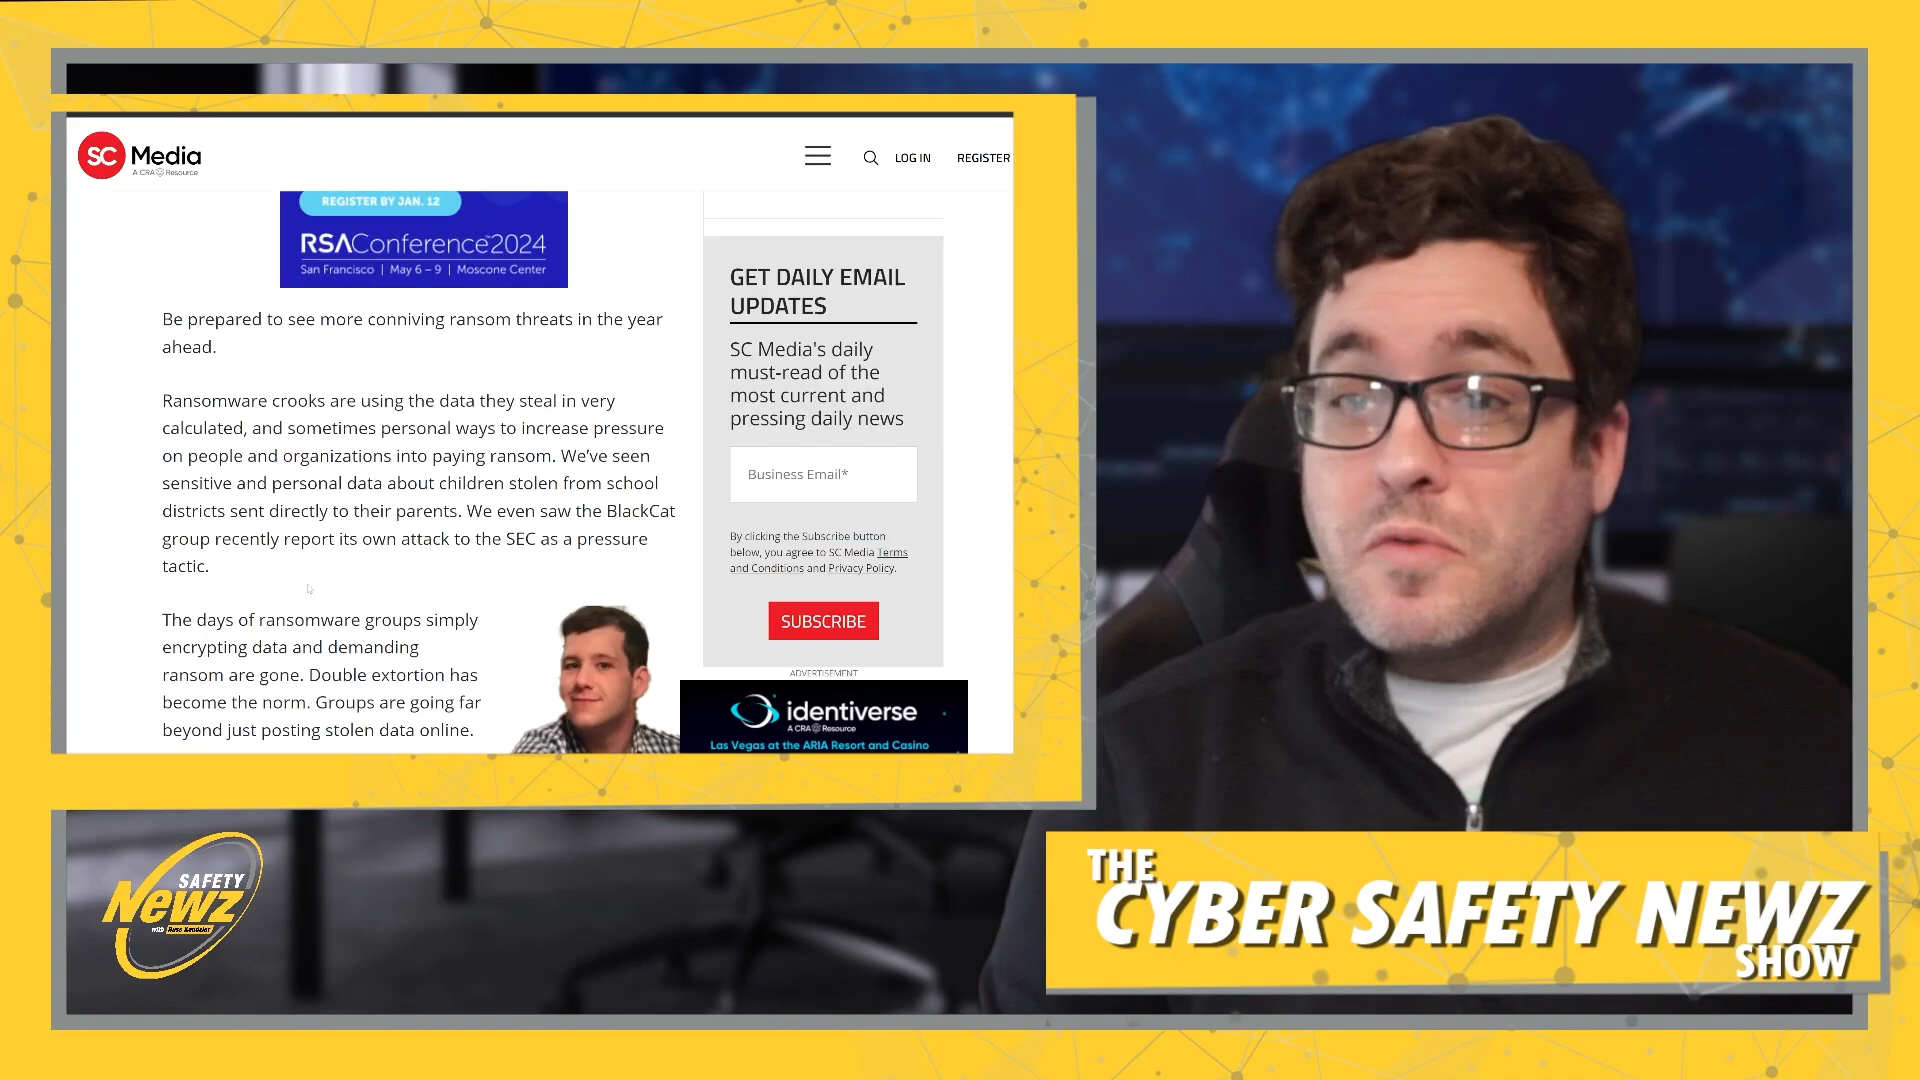 SC Media
A CRA Resource
LOG IN
REGISTER
REGISTER BY JAN. 12
RSAConference™2024
San Francisco | May 6 – 9 | Moscone Center
Be prepared to see more conniving ransom threats in the year
ahead.
Ransomware crooks are using the data they steal in very
calculated, and sometimes personal ways to increase pressure
on people and organizations into paying ransom. We’ve seen
sensitive and personal data about children stolen from school
districts sent directly to their parents. We even saw the BlackCat
group recently report its own attack to the SEC as a pressure
tactic.
The days of ransomware groups simply
encrypting data and demanding
ransom are gone. Double extortion has
become the norm. Groups are going far
beyond just posting stolen data online.
GET DAILY EMAIL
UPDATES
SC Media's daily
must-read of the
most current and
pressing daily news
Business Email*
By clicking the Subscribe button
below, you agree to SC Media Terms
and Conditions and Privacy Policy.
SUBSCRIBE
ADVERTISEMENT
identiverse
A CRA Resource
Las Vegas at the ARIA Resort and Casino
SAFETY
Newz
with
THE
CYBER SAFETY NEWZ
SHOW